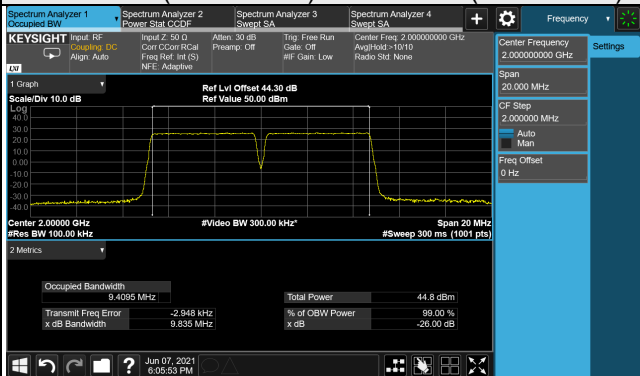 Spectrum Analyzer 1
Occupied BW
Spectrum Analyzer 2
Power Stat CCDF
Spectrum Analyzer 3
Swept SA
Spectrum Analyzer 4
Swept SA
+
Frequency
KEYSIGHT
LXI
Input: RF
Coupling: DC
Align: Auto
Input Z: 50 Ω
Corr CCorr RCal
Freq Ref: Int (S)
NFE: Adaptive
Atten: 30 dB
Preamp: Off
Trig: Free Run
Gate: Off
#IF Gain: Low
Center Freq: 2.000000000 GHz
Avg|Hold:>10/10
Radio Std: None
Center Frequency
2.000000000 GHz
Settings
Span
20.000 MHz
CF Step
2.000000 MHz
Auto
Man
Freq Offset
0 Hz
1 Graph
Scale/Div 10.0 dB
Ref Lvl Offset 44.30 dB
Ref Value 50.00 dBm
Log
40.0
30.0
20.0
10.0
0.00
-10.0
-20.0
-30.0
-40.0
Center 2.00000 GHz
#Video BW 300.00 kHz*
Span 20 MHz
#Res BW 100.00 kHz
#Sweep 300 ms (1001 pts)
2 Metrics
Occupied Bandwidth
9.4095 MHz
Total Power 44.8 dBm
Transmit Freq Error -2.948 kHz
% of OBW Power 99.00 %
x dB Bandwidth 9.835 MHz
x dB -26.00 dB
?
Jun 07, 2021
6:05:53 PM